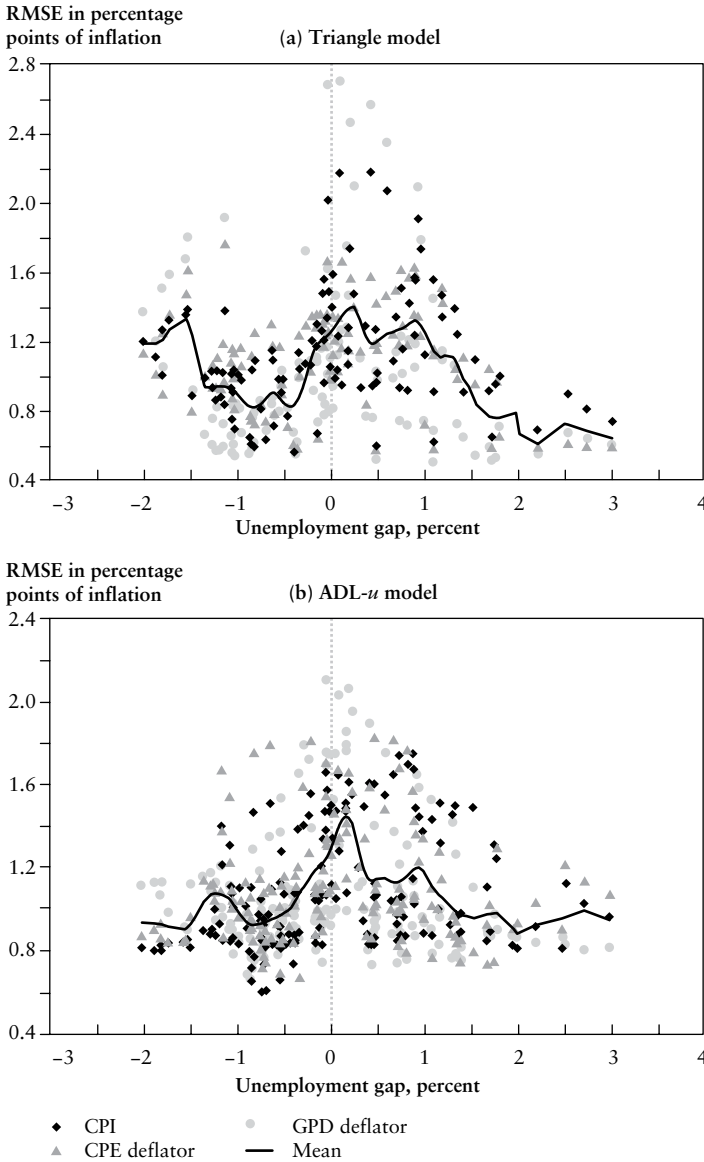 RMSE in percentage
points of inflation
(a) Triangle model
2.8
2.4
2.0
1.6
1.2
0.8
0.4
−3 −2 −1 0 1 2 3 4
Unemployment gap, percent
RMSE in percentage
points of inflation
(b) ADL-u model
2.4
2.0
1.6
1.2
0.8
0.4
−3 −2 −1 0 1 2 3 4
Unemployment gap, percent
CPI GPD deflator
CPE deflator Mean